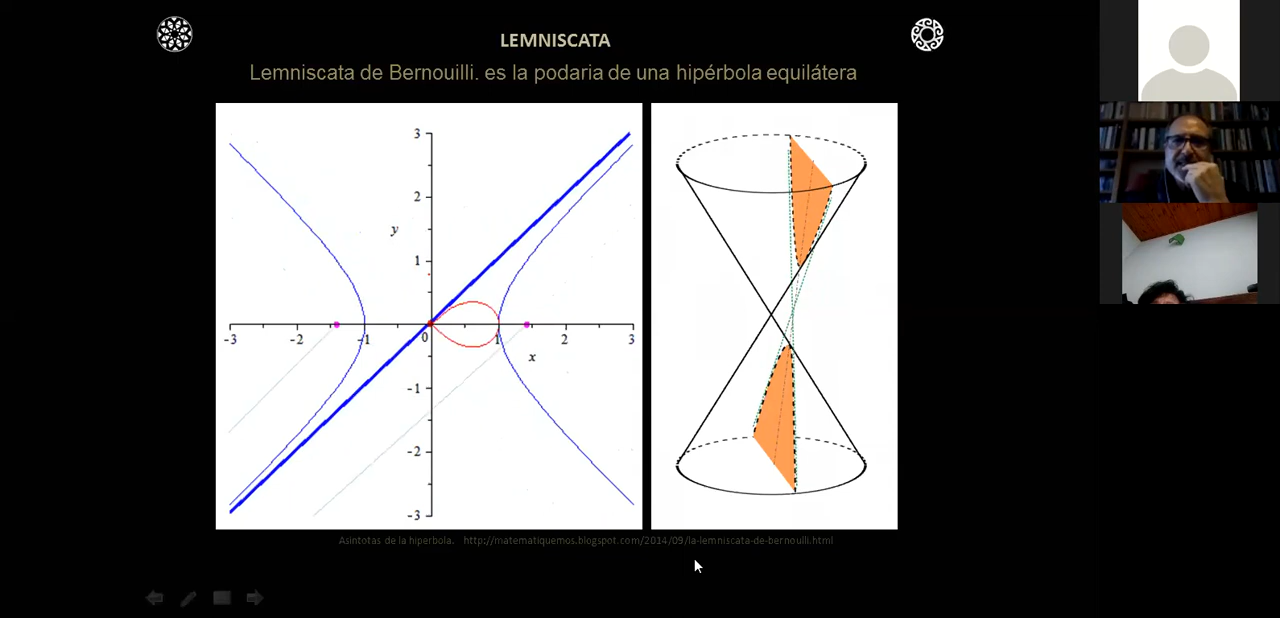 LEMNISCATA
Lemniscata de Bernouilli. es la podaria de una hipérbola equilátera
3
2
y
1
-3
-2
-1
0
1
2
3
x
-1
-2
-3
Asintotas de la hiperbola. http://matematiquemos.blogspot.com/2014/09/la-lemniscata-de-bernoulli.html